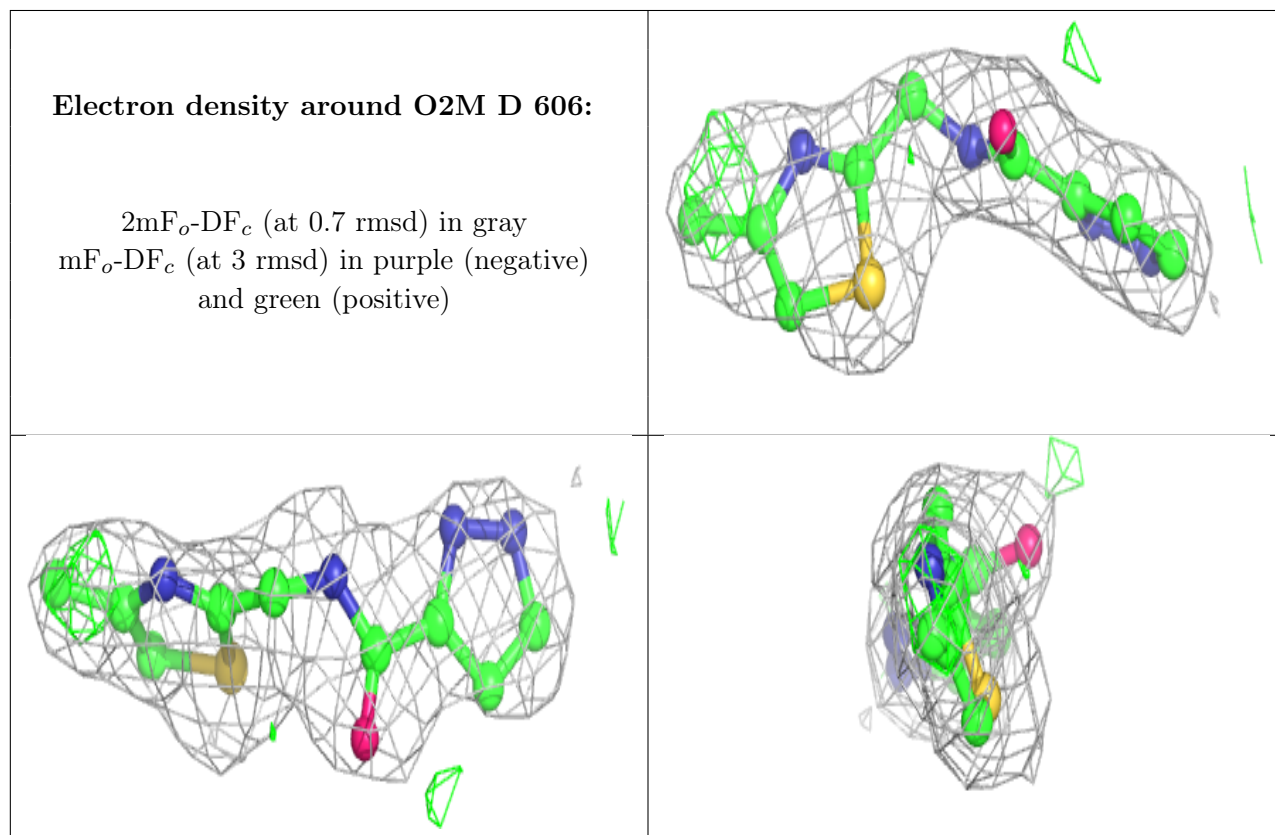 Electron density around O2M D 606:
2mFₒ-DF𝒸 (at 0.7 rmsd) in gray
mFₒ-DF𝒸 (at 3 rmsd) in purple (negative)
and green (positive)